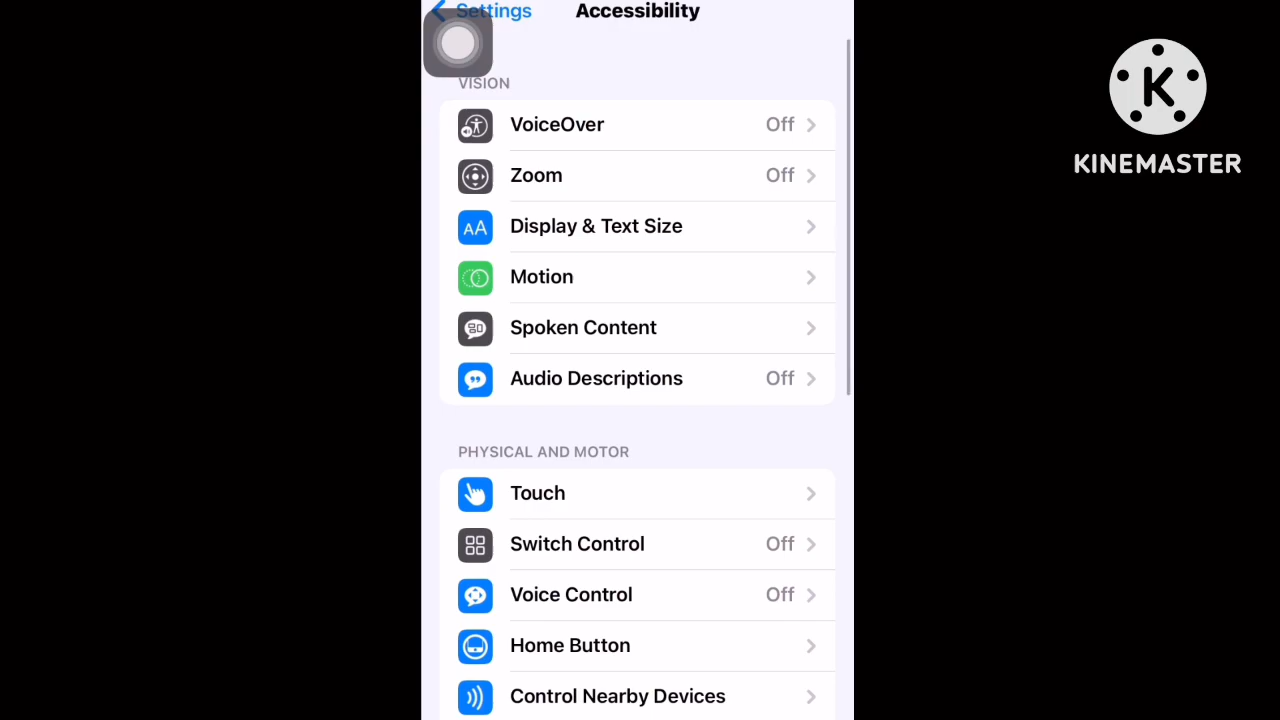 Settings
Accessibility
VISION
VoiceOver Off
Zoom Off
Display & Text Size
Motion
Spoken Content
Audio Descriptions Off
PHYSICAL AND MOTOR
Touch
Switch Control Off
Voice Control Off
Home Button
Control Nearby Devices
K
KINEMASTER